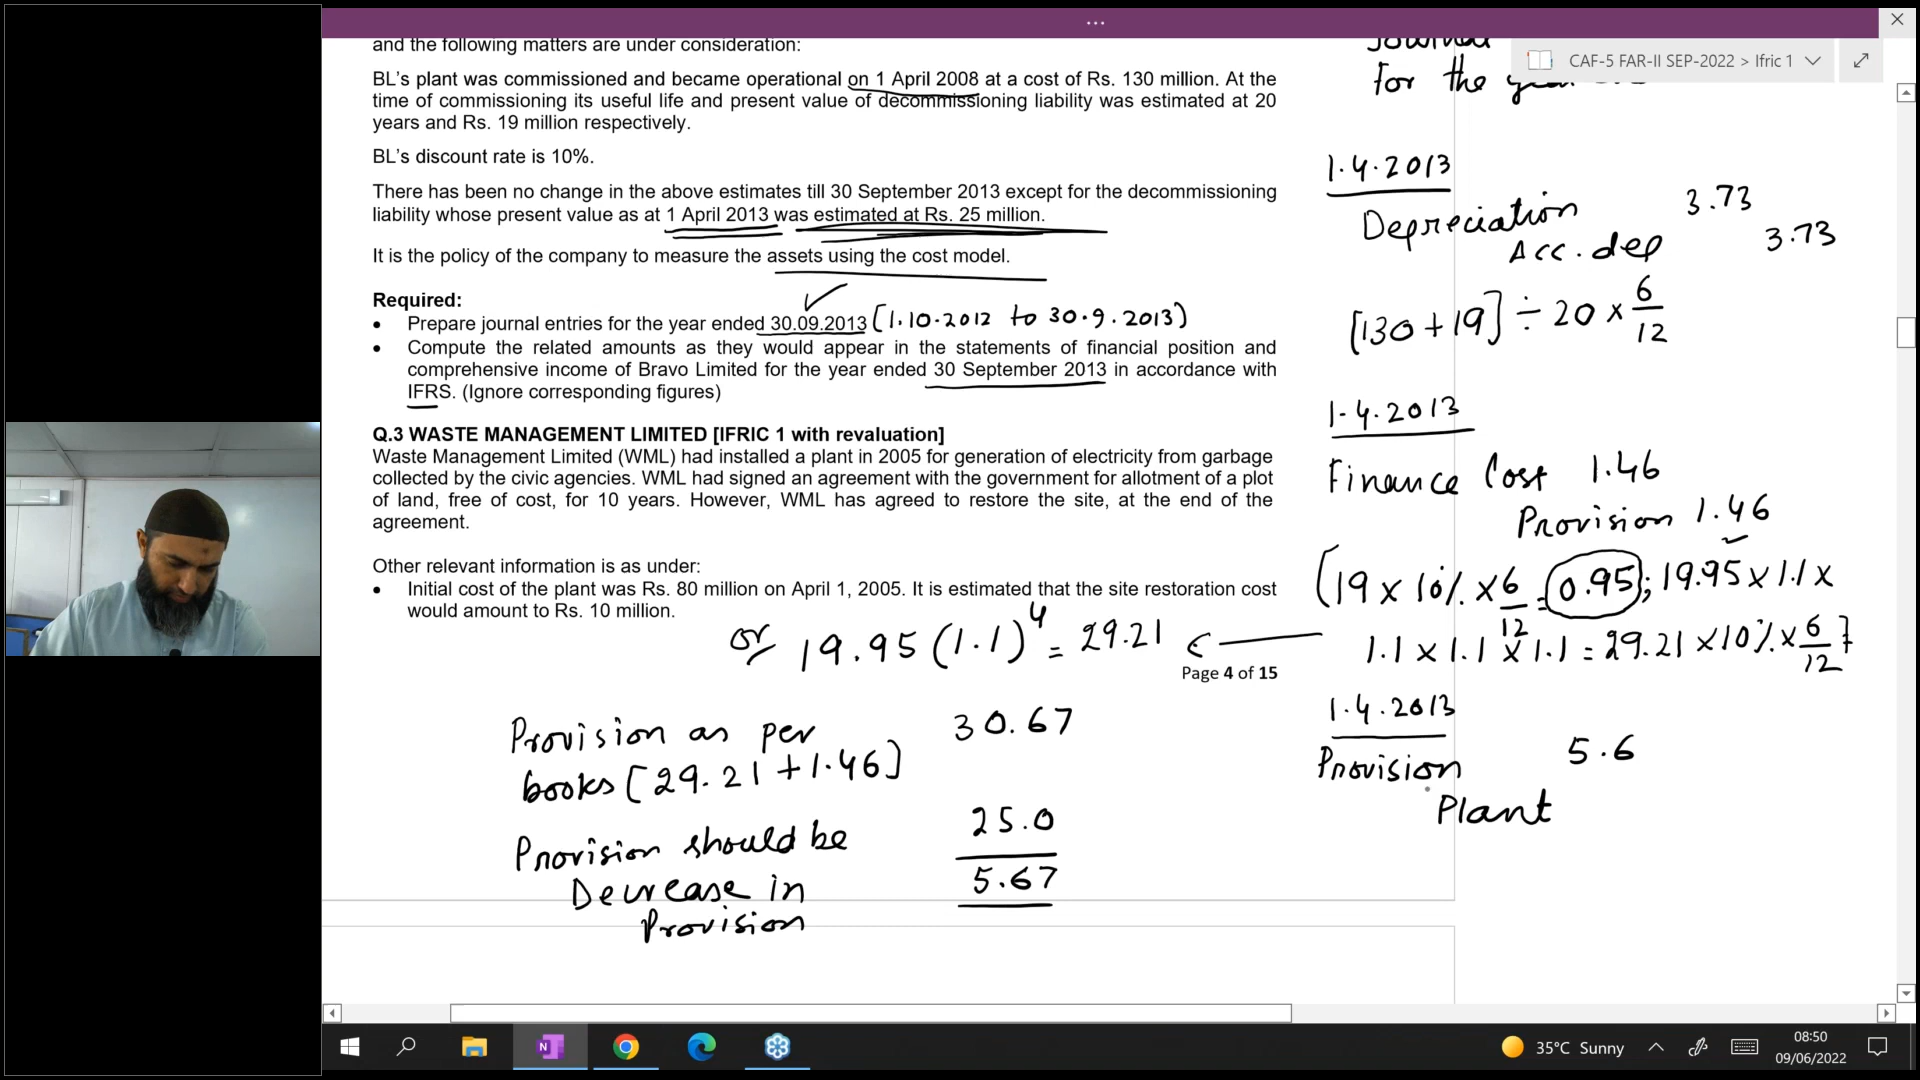 ...
and the following matters are under consideration:
CAF-5 FAR-II SEP-2022 > Ifric 1
BL's plant was commissioned and became operational on 1 April 2008 at a cost of Rs. 130 million. At the
time of commissioning its useful life and present value of decommissioning liability was estimated at 20
years and Rs. 19 million respectively.
BL's discount rate is 10%.
There has been no change in the above estimates till 30 September 2013 except for the decommissioning
liability whose present value as at 1 April 2013 was estimated at Rs. 25 million.
It is the policy of the company to measure the assets using the cost model.
Required:
• Prepare journal entries for the year ended 30.09.2013 [1.10.2012 to 30.9.2013)
• Compute the related amounts as they would appear in the statements of financial position and
comprehensive income of Bravo Limited for the year ended 30 September 2013 in accordance with
IFRS. (Ignore corresponding figures)
Q.3 WASTE MANAGEMENT LIMITED [IFRIC 1 with revaluation]
Waste Management Limited (WML) had installed a plant in 2005 for generation of electricity from garbage
collected by the civic agencies. WML had signed an agreement with the government for allotment of a plot
of land, free of cost, for 10 years. However, WML has agreed to restore the site, at the end of the
agreement.
Other relevant information is as under:
• Initial cost of the plant was Rs. 80 million on April 1, 2005. It is estimated that the site restoration cost
would amount to Rs. 10 million.
or 19.95 (1.1)^4 = 29.21
Page 4 of 15
Provision as per 30.67
books [29.21 + 1.46]
Provision should be 25.0
Decrease in 5.67
Provision
Journal
for the
1.4.2013
Depreciation 3.73
Acc. dep 3.73
[130 + 19] ÷ 20 × 6/12
1.4.2013
Finance Cost 1.46
Provision 1.46
(19 × 10% × 6/12 = 0.95; 19.95 × 1.1 ×
1.1 × 1.1 × 1.1 = 29.21 × 10% × 6/12]
1.4.2013
Provision 5.6
Plant
N
35°C Sunny
08:50
09/06/2022